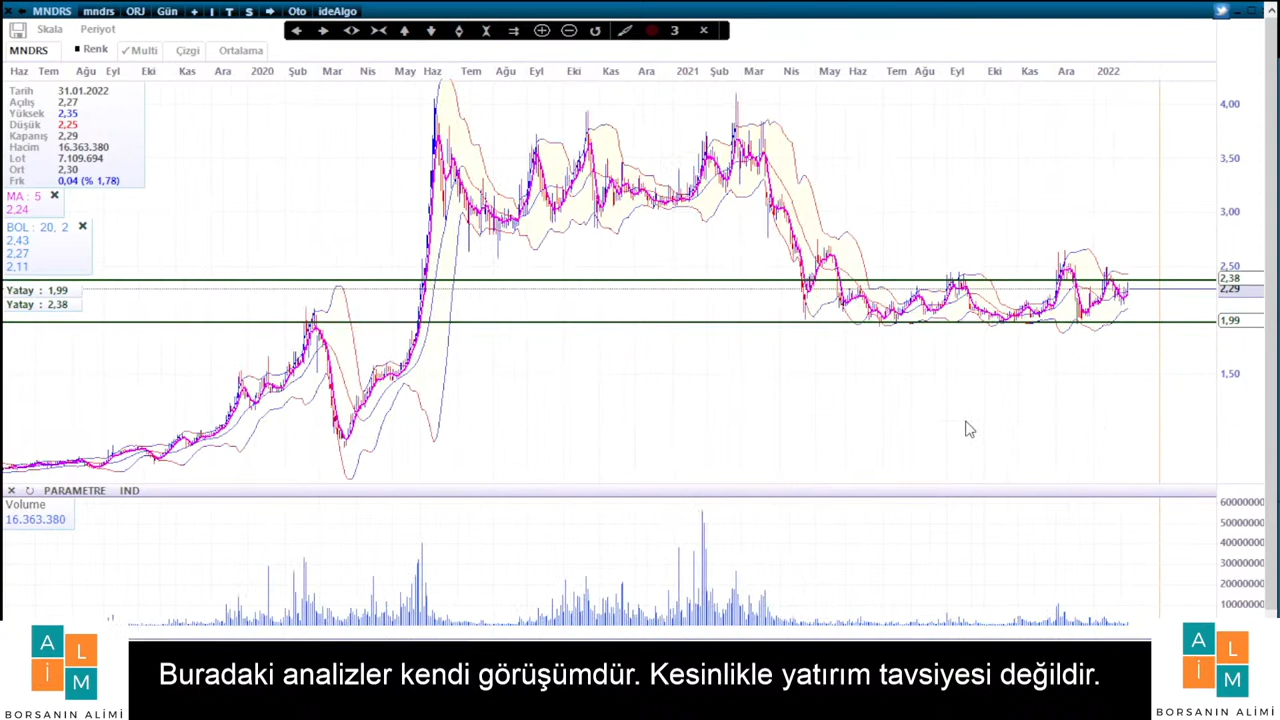 MNDRS mndrs ORJ Gün + I T S Oto ideAlgo
Skala Periyot
3 x
MNDRS Renk ✓Multi Çizgi Ortalama
Haz Tem Ağu Eyl Eki Kas Ara 2020 Şub Mar Nis May Haz Tem Ağu Eyl Eki Kas Ara 2021 Şub Mar Nis May Haz Tem Ağu Eyl Eki Kas Ara 2022
Tarih 31.01.2022
Açılış 2,27
Yüksek 2,35
Düşük 2,25
Kapanış 2,29
Hacim 16.363.380
Lot 7.109.694
Ort 2,30
Frk 0,04 (% 1,78)
MA : 5
2,24
BOL : 20, 2
2,43
2,27
2,11
Yatay : 1,99
Yatay : 2,38
4,00
3,50
3,00
2,50
2,38
2,29
1,99
1,50
PARAMETRE IND
Volume
16.363.380
60000000
50000000
40000000
30000000
20000000
10000000
A L İ M
BORSANIN ALİMİ
Buradaki analizler kendi görüşümdür. Kesinlikle yatırım tavsiyesi değildir.
A L İ M
BORSANIN ALİMİ